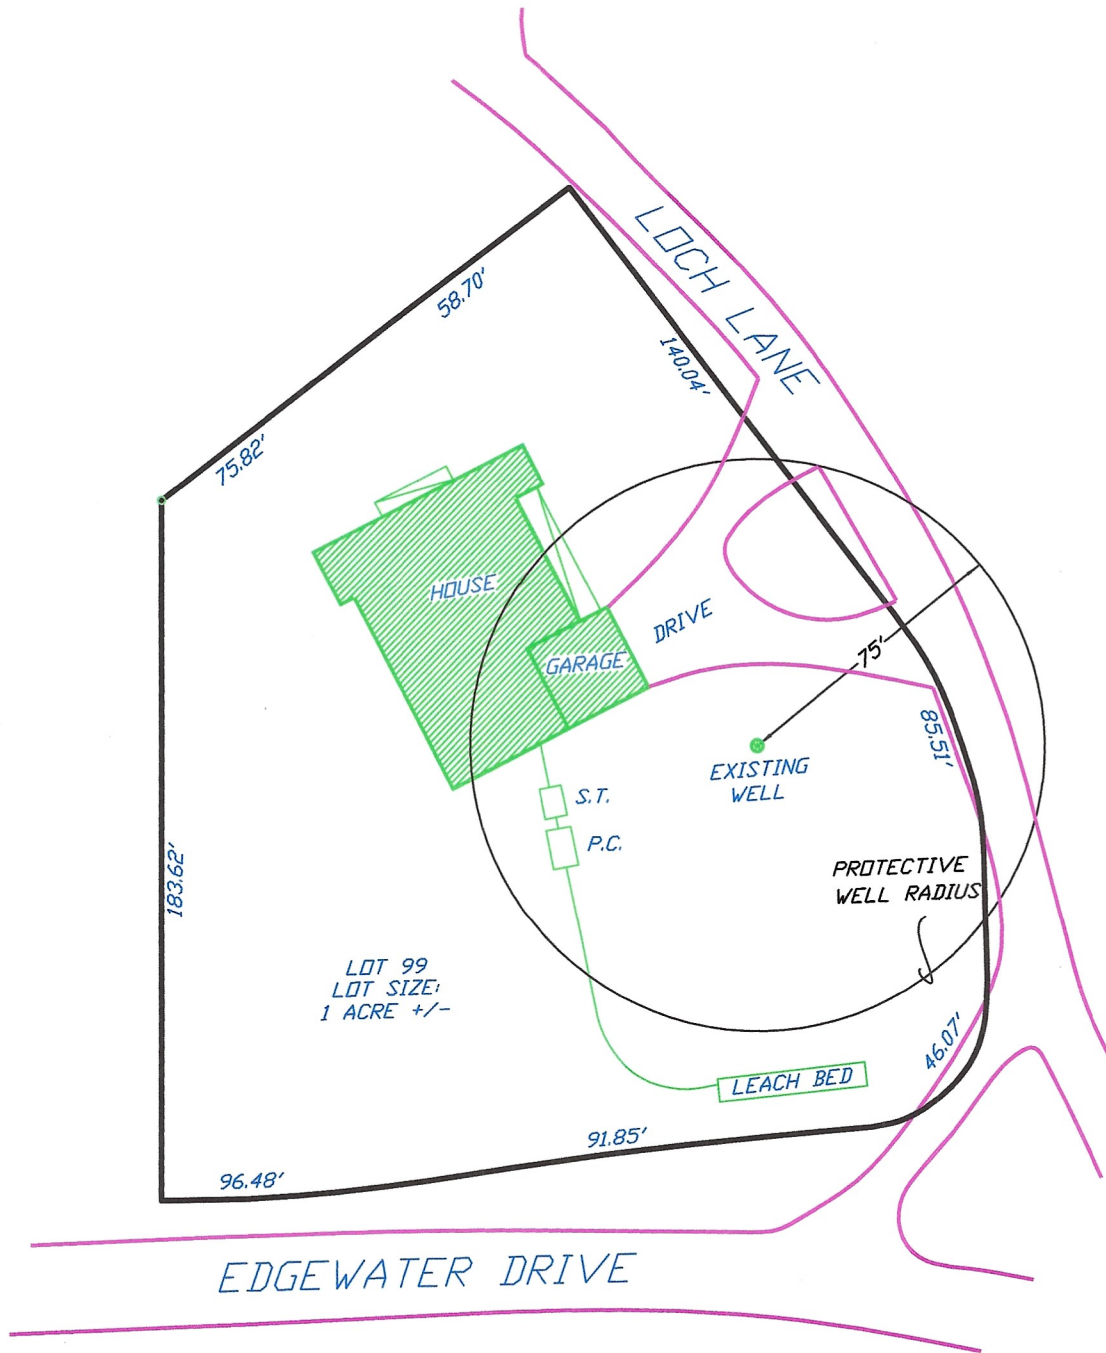 LOCH LANE
58.70'
140.04'
75.82'
HOUSE
DRIVE
GARAGE
75'
85.51'
EXISTING
WELL
S.T.
P.C.
PROTECTIVE
WELL RADIUS
183.62'
LOT 99
LOT SIZE:
1 ACRE +/-
46.07'
LEACH BED
91.85'
96.48'
EDGEWATER DRIVE